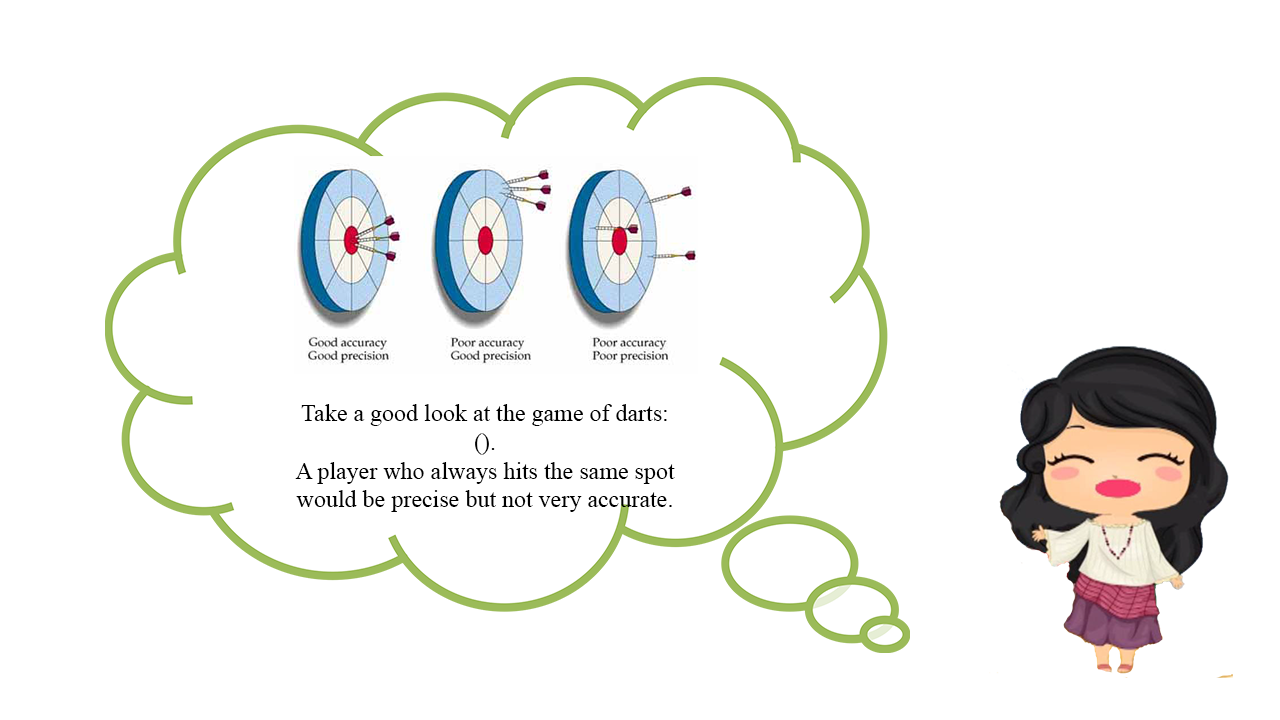 Good accuracy
Good precision
Poor accuracy
Good precision
Poor accuracy
Poor precision
Take a good look at the game of darts:
().
A player who always hits the same spot
would be precise but not very accurate.